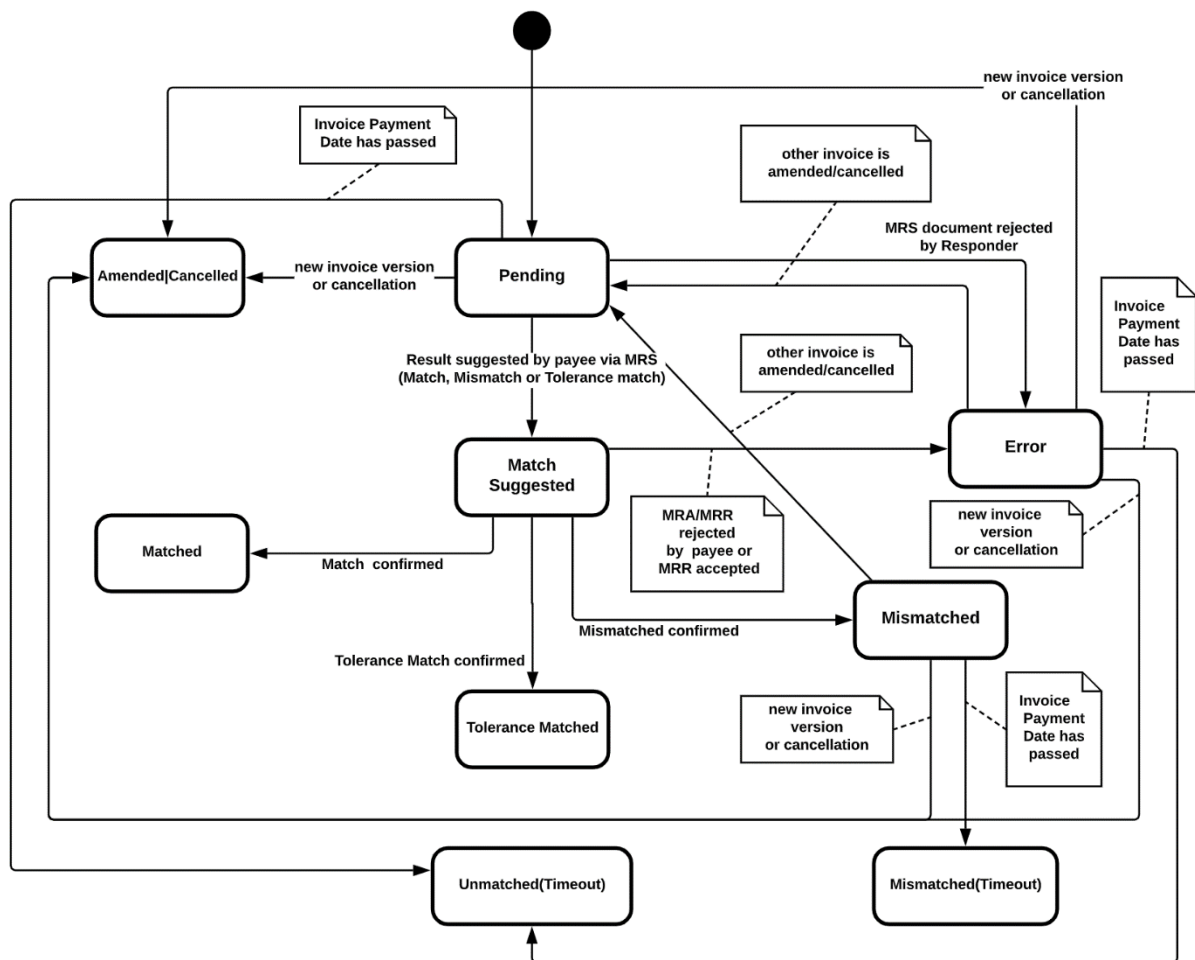 new invoice version
or cancellation
Invoice Payment
Date has passed
other invoice is
amended/cancelled
MRS document rejected
by Responder
Amended|Cancelled
new invoice version
or cancellation
Pending
Invoice
Payment
Date has
passed
Result suggested by payee via MRS
(Match, Mismatch or Tolerance match)
other invoice is
amended/cancelled
Error
Match
Suggested
MRA/MRR
rejected
by payee or
MRR accepted
new invoice
version
or cancellation
Matched
Match confirmed
Mismatched
Mismatched confirmed
Tolerance Match confirmed
Tolerance Matched
new invoice
version
or cancellation
Invoice
Payment
Date has
passed
Unmatched(Timeout)
Mismatched(Timeout)